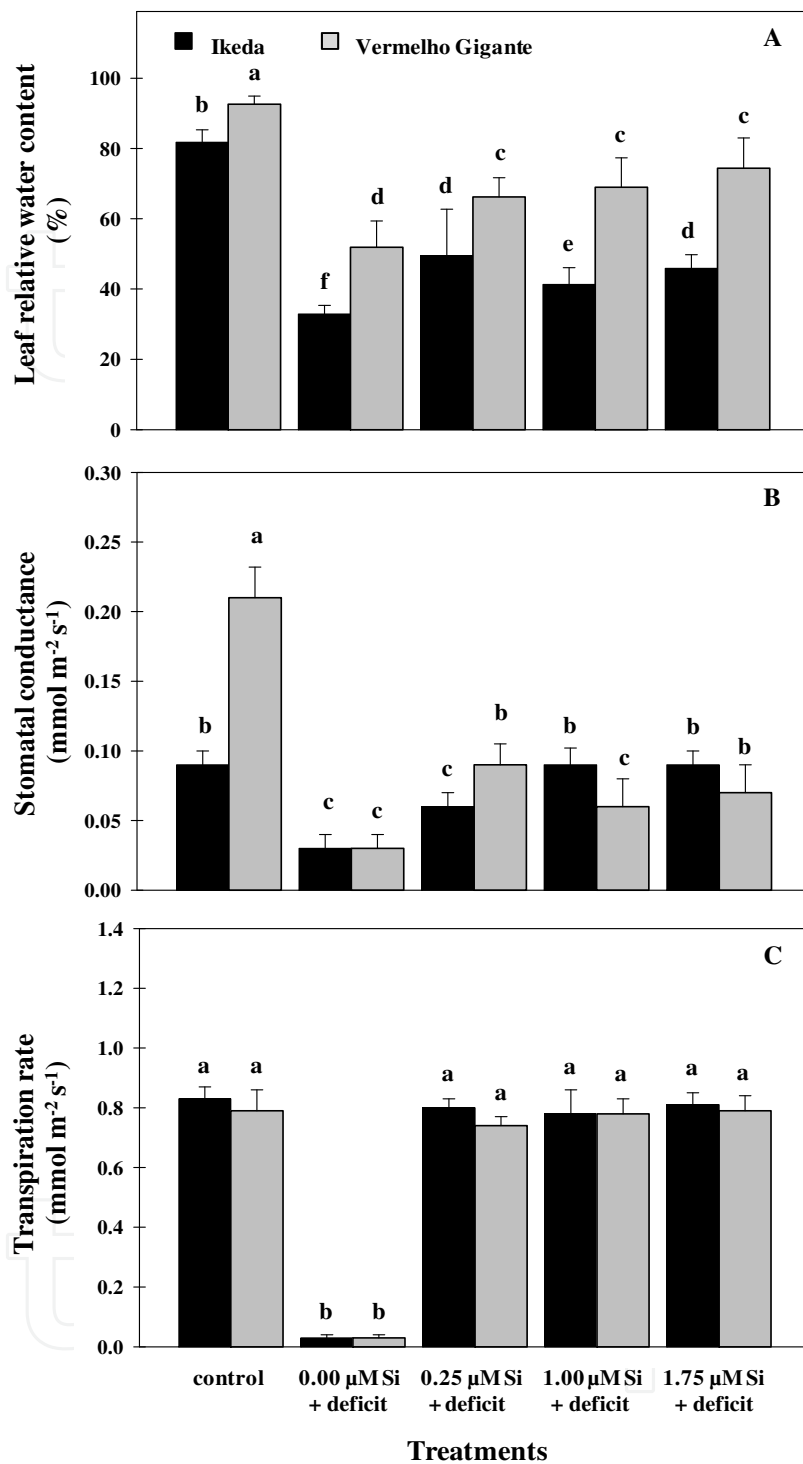 Ikeda Vermelho Gigante A
Leaf relative water content
(%)
100
80
60
40
20
0
b a f d d c e c d c
B
Stomatal conductance
(mmol m⁻² s⁻¹)
0.30
0.25
0.20
0.15
0.10
0.05
0.00
b a c c c b b c b b
C
Transpiration rate
(mmol m⁻² s⁻¹)
1.4
1.2
1.0
0.8
0.6
0.4
0.2
0.0
a a b b a a a a a a
control 0.00 µM Si 0.25 µM Si 1.00 µM Si 1.75 µM Si
+ deficit + deficit + deficit + deficit
Treatments